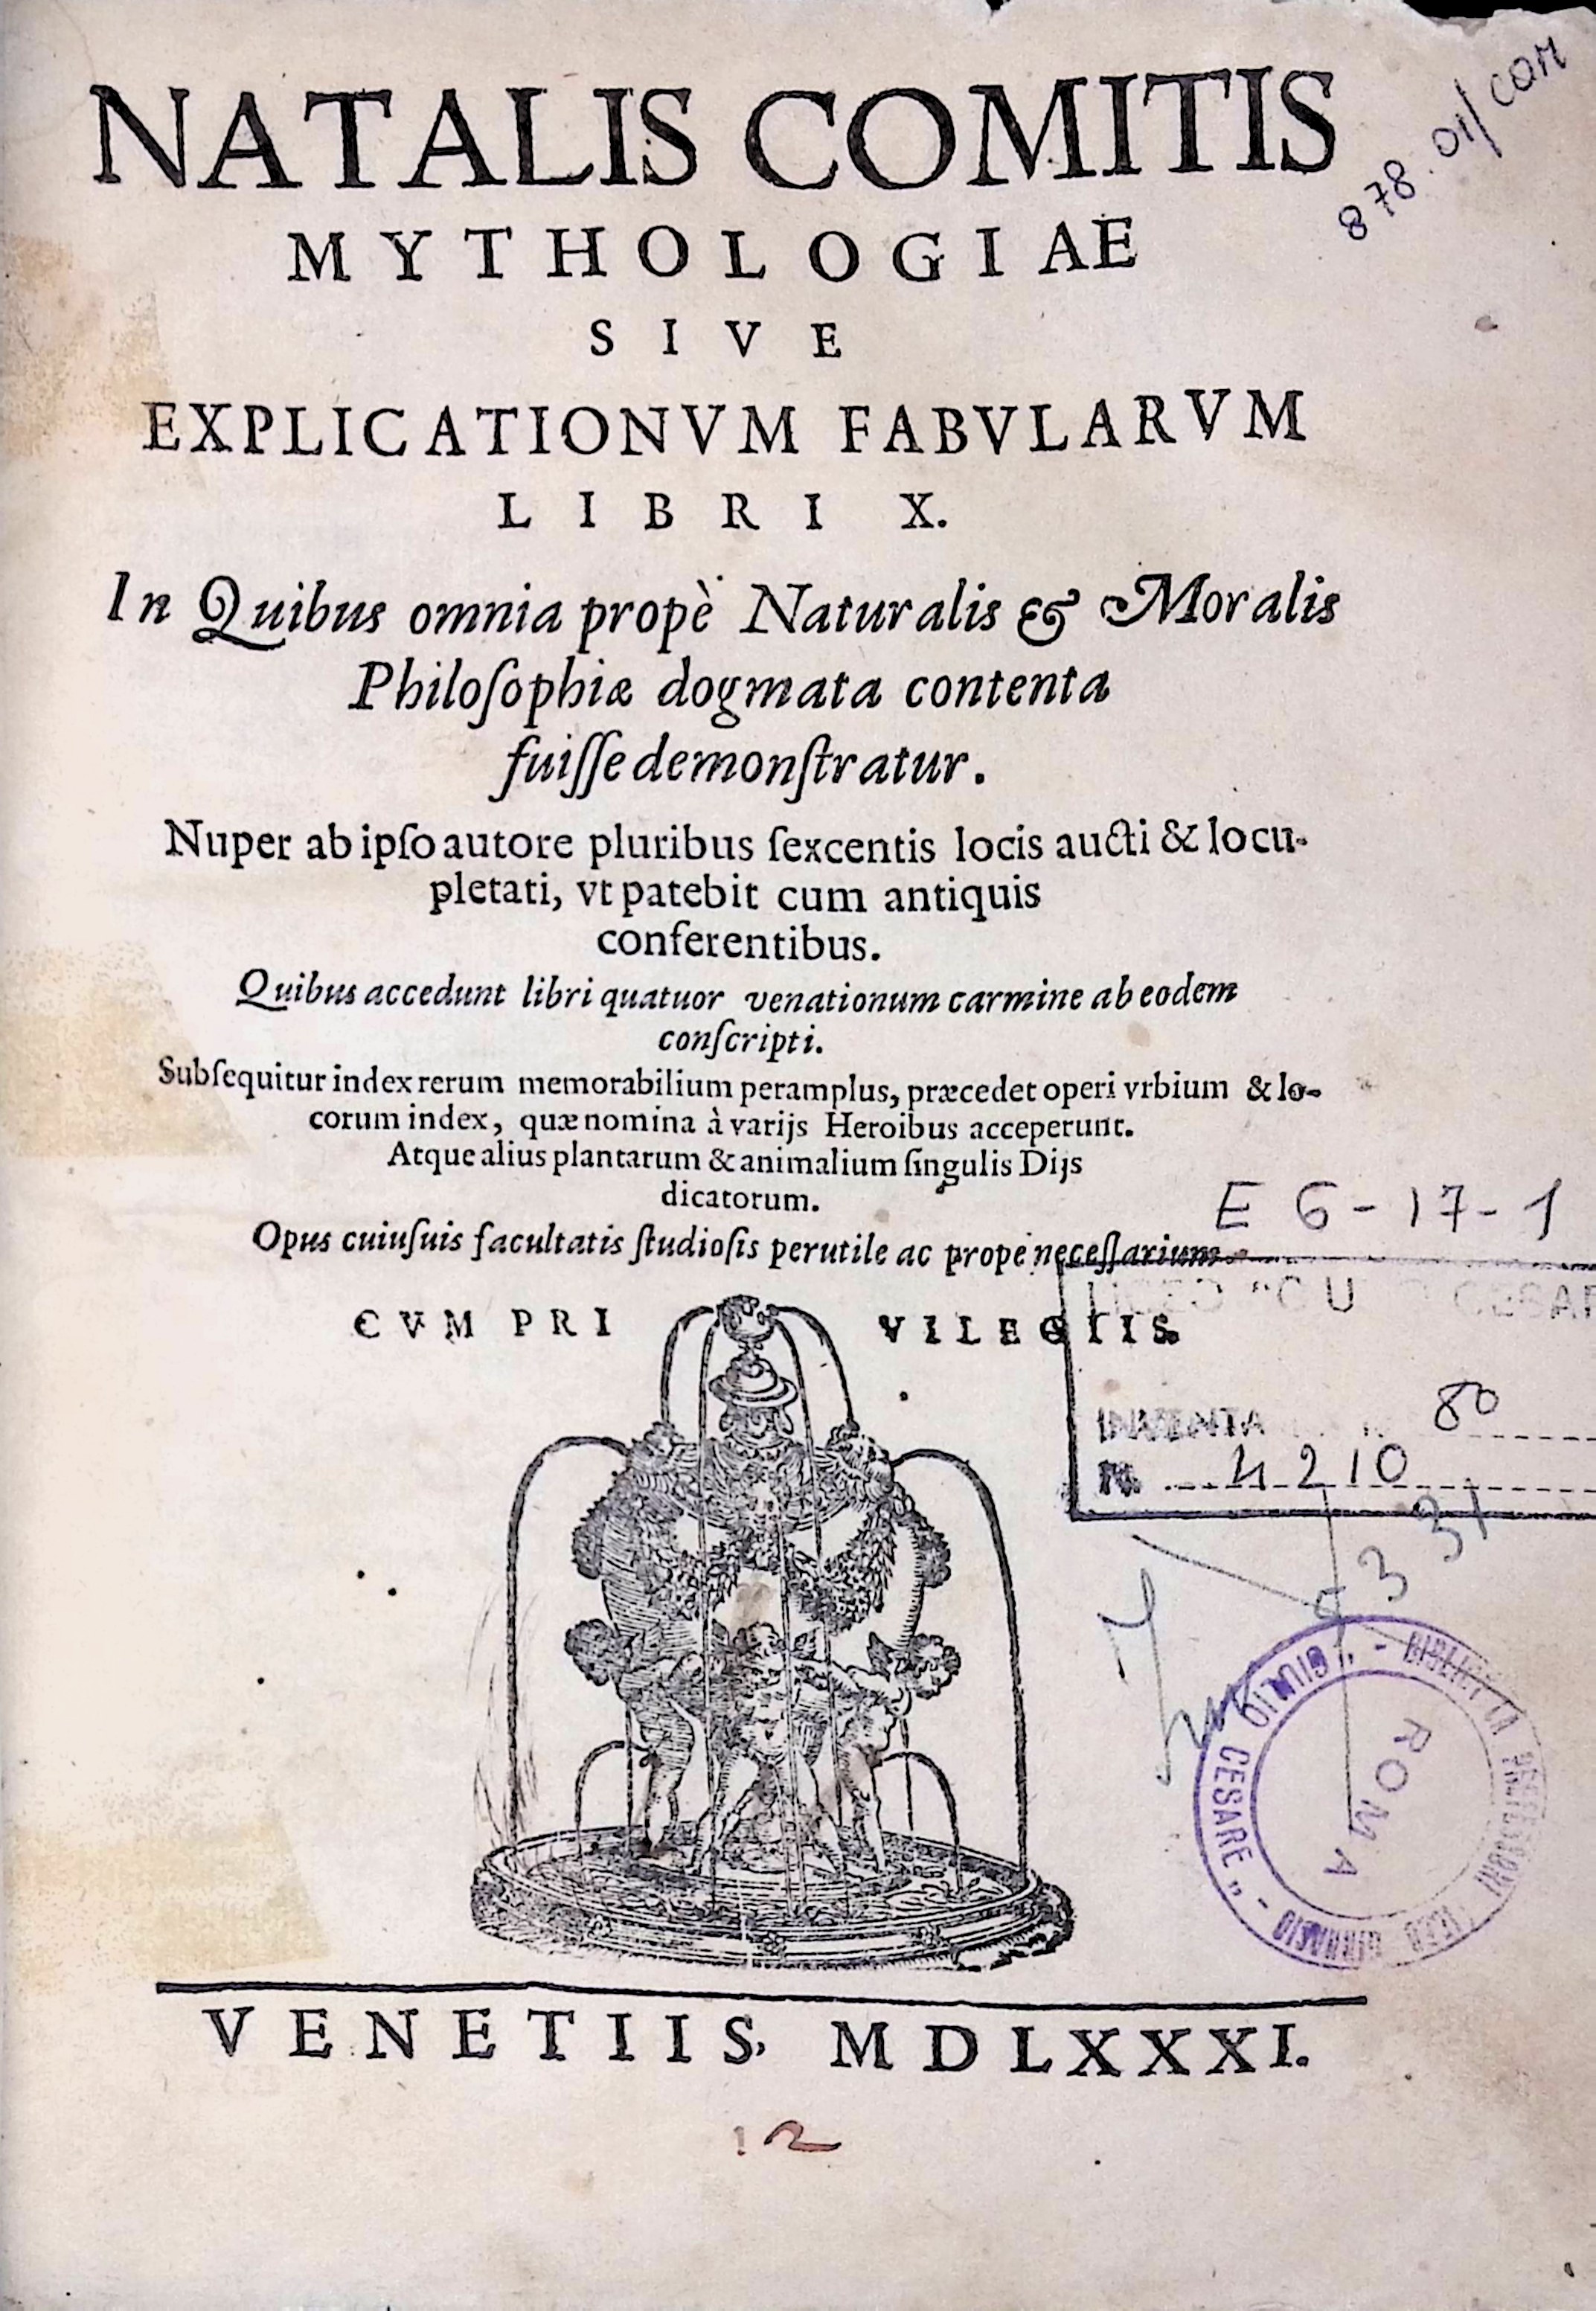 878.01/COM
NATALIS COMITIS
MYTHOLOGIAE
SIVE
EXPLICATIONVM FABVLARVM
LIBRI X.
In Quibus omnia propè Naturalis & Moralis
Philoſophiæ dogmata contenta
fuiſſe demonſtratur.
Nuper ab ipſo autore pluribus ſexcentis locis aucti & locu-
pletati, vt patebit cum antiquis
conferentibus.
Quibus accedunt libri quatuor venationum carmine ab eodem
conſcripti.
Subſequitur index rerum memorabilium peramplus, præcedet operi vrbium & lo-
corum index, quæ nomina à varijs Heroibus acceperunt.
Atque alius plantarum & animalium ſingulis Dijs
dicatorum.
E 6-17-1
Opus cuiuſuis facultatis ſtudioſis perutile ac prope neceſſarium.
CVM PRI VILEGIIS.
80
N. 4210
5331
GIULIO CESARE" - GINNASIO
ROMA
VENETIIS, MDLXXXI.
12